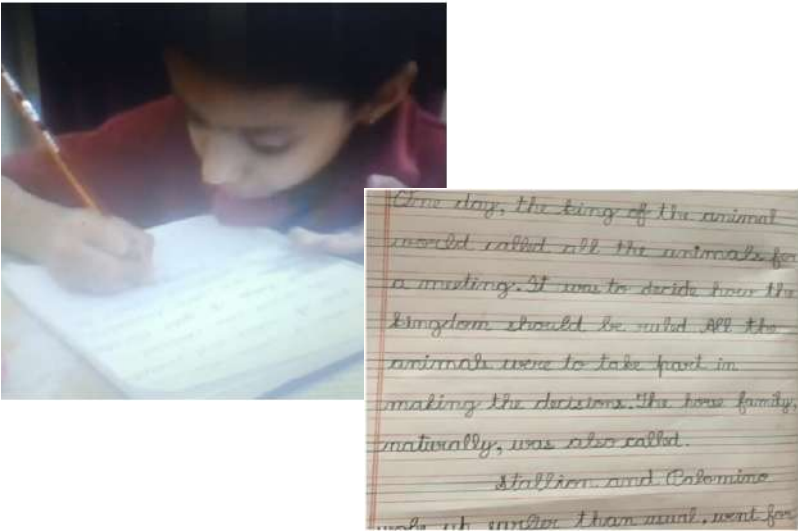 One day, the king of the animal
world called all the animals for
a meeting. It was to decide how the
kingdom should be ruled All the
animals were to take part in
making the decisions. The horse family,
naturally, was also called.
Stallion and Palomino
woke up earlier than usual, went for